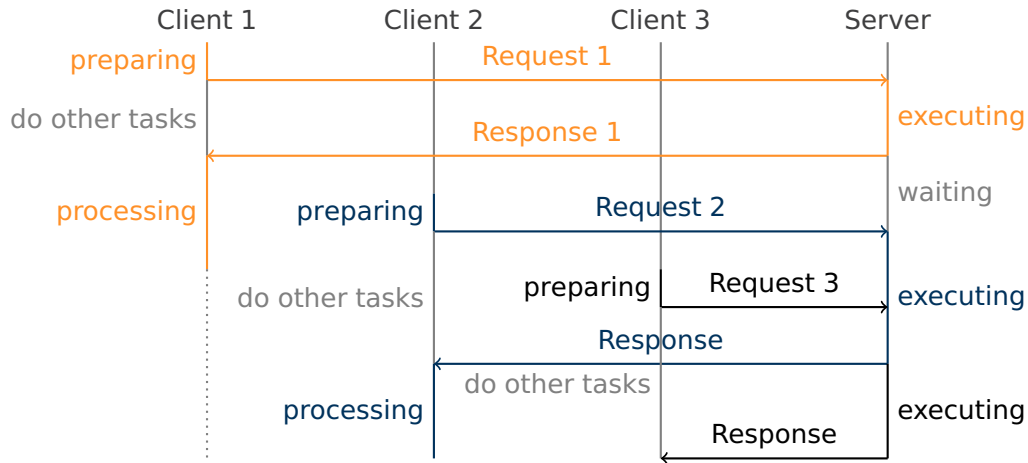 Client 1 Client 2 Client 3 Server
preparing Request 1
do other tasks executing
Response 1
waiting
processing preparing Request 2
preparing Request 3
do other tasks executing
Response
do other tasks
processing executing
Response